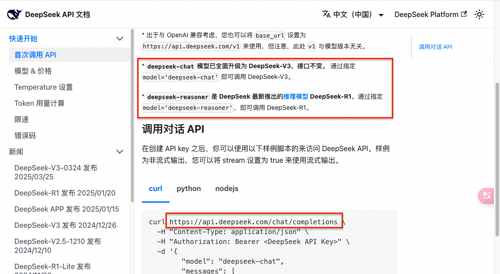 DeepSeek API 文档
中文（中国）
DeepSeek Platform
快速开始
首次调用 API
模型 & 价格
Temperature 设置
Token 用量计算
限速
错误码
新闻
DeepSeek-V3-0324 发布
2025/03/25
DeepSeek-R1 发布 2025/01/20
DeepSeek APP 发布 2025/01/15
DeepSeek-V3 发布 2024/12/26
DeepSeek-V2.5-1210 发布
2024/12/10
DeepSeek-R1-Lite 发布
2024/11/20
* 出于与 OpenAI 兼容考虑，您也可以将 base_url 设置为
https://api.deepseek.com/v1 来使用，但注意，此处 v1 与模型版本无关。
* deepseek-chat 模型已全面升级为 DeepSeek-V3，接口不变。 通过指定
model='deepseek-chat' 即可调用 DeepSeek-V3。
* deepseek-reasoner 是 DeepSeek 最新推出的推理模型 DeepSeek-R1。通过指定
model='deepseek-reasoner'，即可调用 DeepSeek-R1。
调用对话 API
在创建 API key 之后，你可以使用以下样例脚本的来访问 DeepSeek API。样例
为非流式输出，您可以将 stream 设置为 true 来使用流式输出。
curl
python
nodejs
curl https://api.deepseek.com/chat/completions \
-H "Content-Type: application/json" \
-H "Authorization: Bearer <DeepSeek API Key>" \
-d '{
"model": "deepseek-chat",
"messages": [
调用对话 API